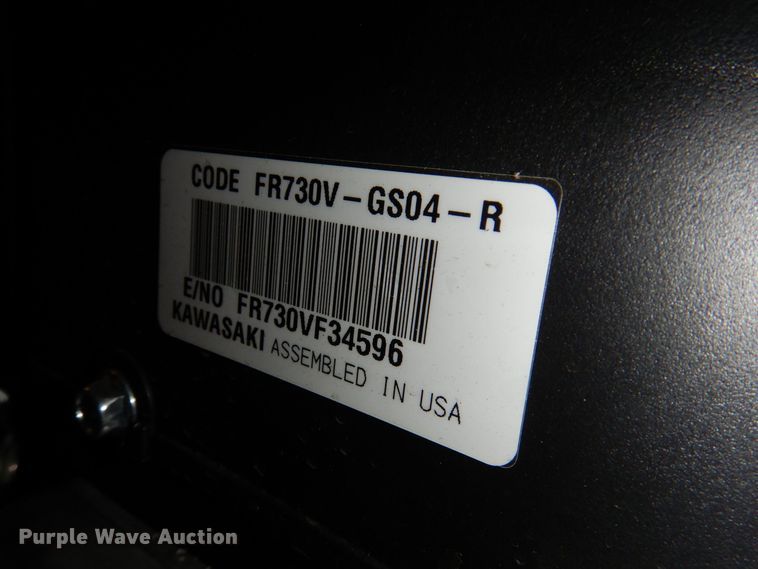 CODE FR730V-GS04-R
E/NO FR730VF34596
KAWASAKI ASSEMBLED IN USA
Purple Wave Auction